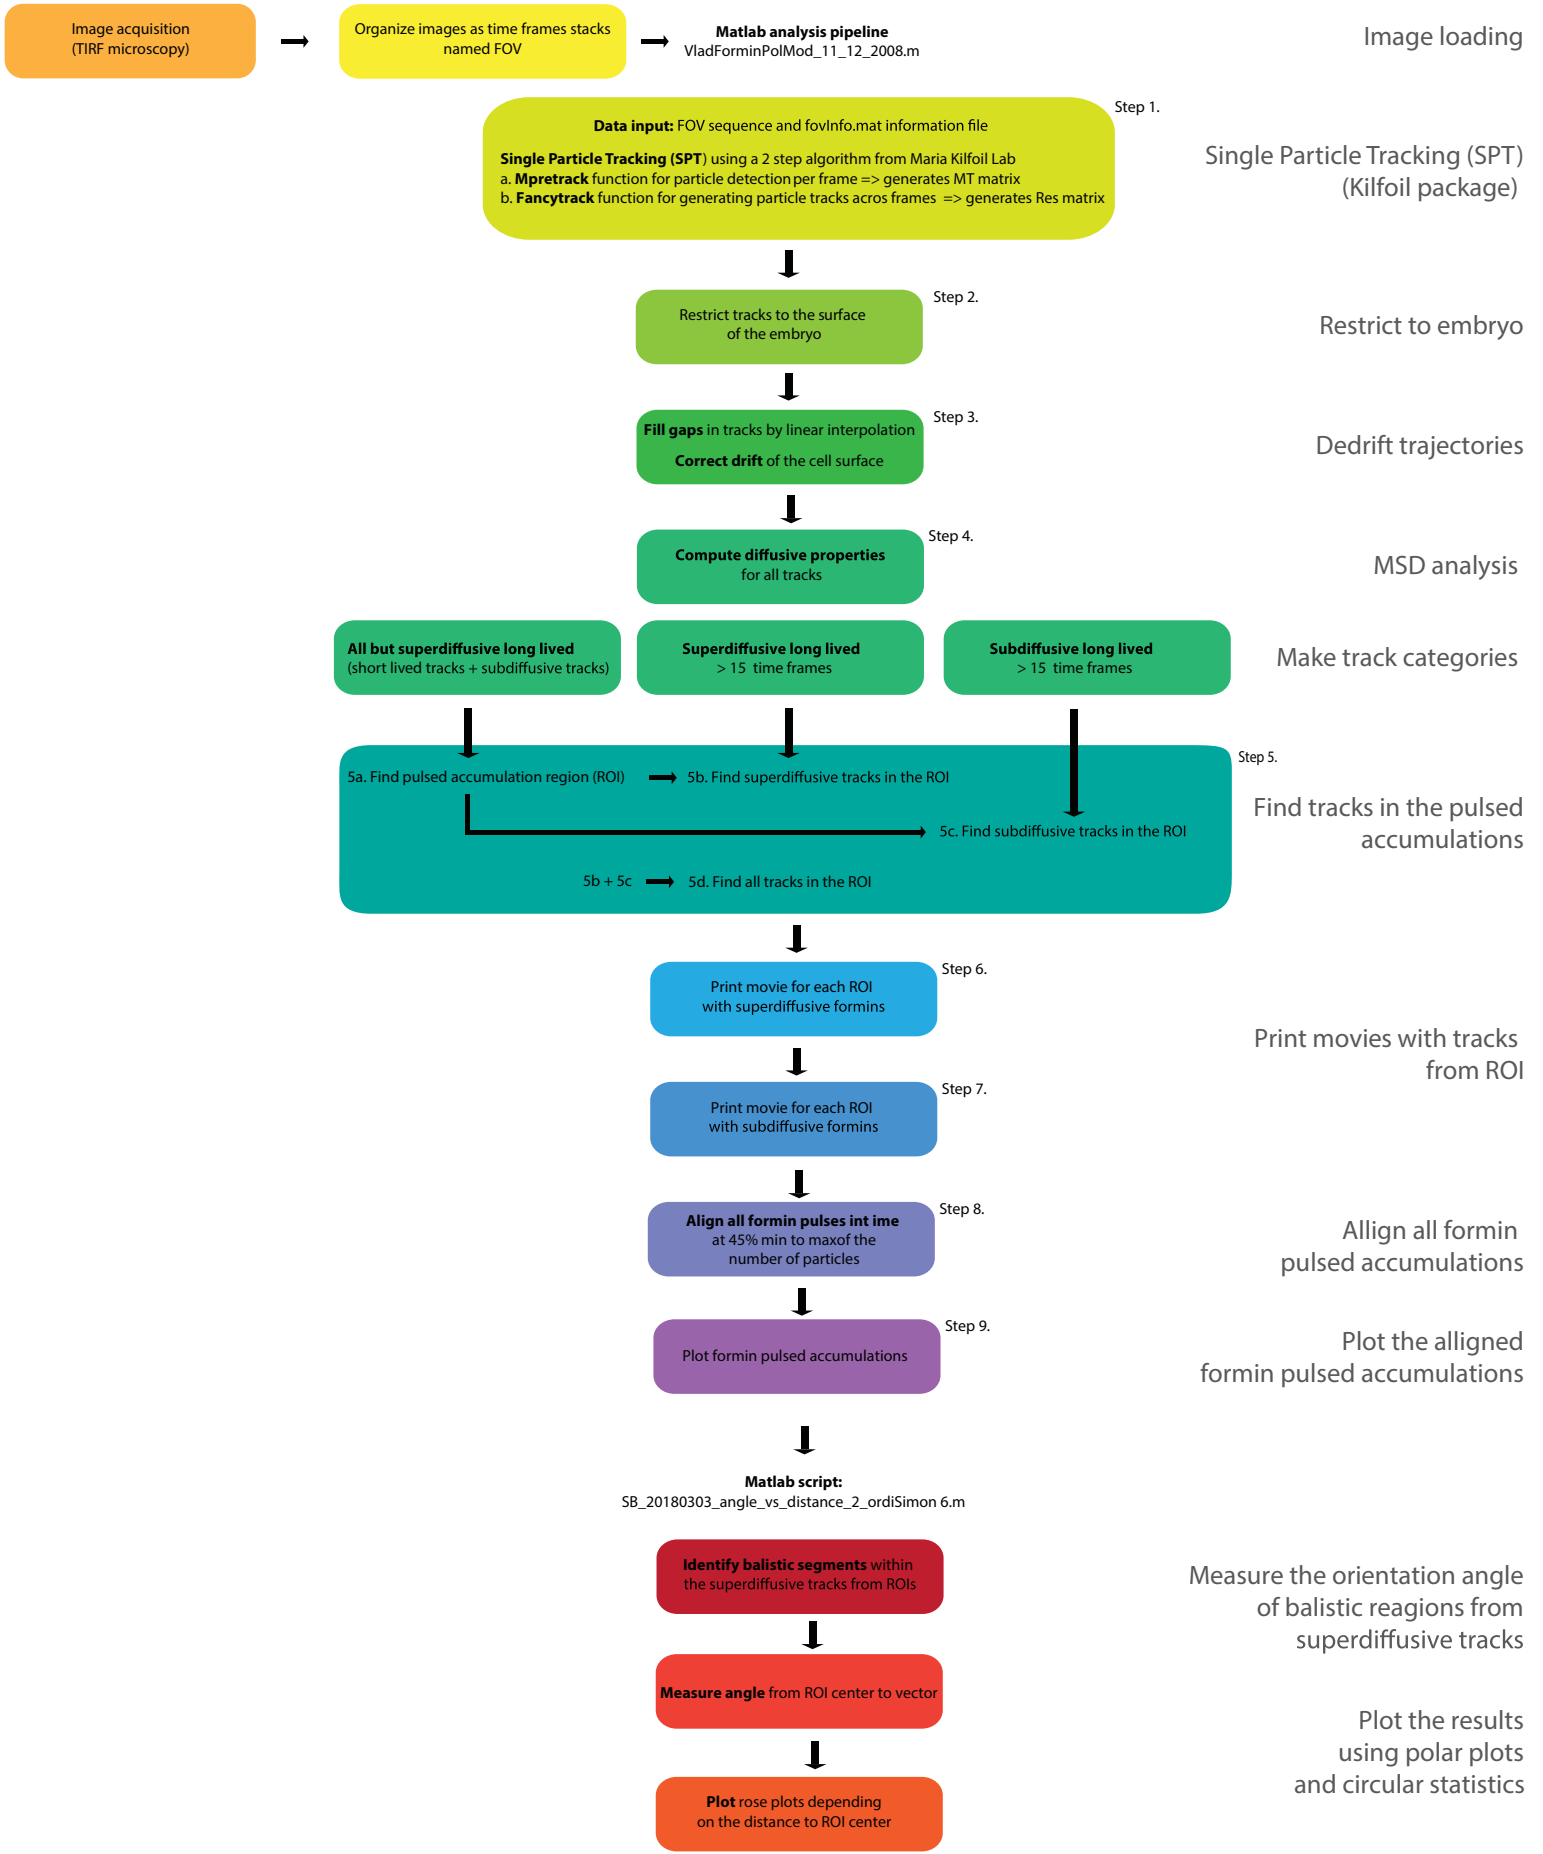 Image acquisition
(TIRF microscopy)
Organize images as time frames stacks
named FOV
Matlab analysis pipeline
VladForminPolMod_11_12_2008.m
Image loading
Step 1.
Data input: FOV sequence and fovInfo.mat information file
Single Particle Tracking (SPT) using a 2 step algorithm from Maria Kilfoil Lab
a. Mpretrack function for particle detection per frame => generates MT matrix
b. Fancytrack function for generating particle tracks acros frames => generates Res matrix
Single Particle Tracking (SPT)
(Kilfoil package)
Step 2.
Restrict tracks to the surface
of the embryo
Restrict to embryo
Step 3.
Fill gaps in tracks by linear interpolation
Correct drift of the cell surface
Dedrift trajectories
Step 4.
Compute diffusive properties
for all tracks
MSD analysis
All but superdiffusive long lived
(short lived tracks + subdiffusive tracks)
Superdiffusive long lived
> 15 time frames
Subdiffusive long lived
> 15 time frames
Make track categories
Step 5.
5a. Find pulsed accumulation region (ROI)
5b. Find superdiffusive tracks in the ROI
5c. Find subdiffusive tracks in the ROI
5b + 5c
5d. Find all tracks in the ROI
Find tracks in the pulsed
accumulations
Step 6.
Print movie for each ROI
with superdiffusive formins
Step 7.
Print movie for each ROI
with subdiffusive formins
Print movies with tracks
from ROI
Step 8.
Align all formin pulses int ime
at 45% min to maxof the
number of particles
Allign all formin
pulsed accumulations
Step 9.
Plot formin pulsed accumulations
Plot the alligned
formin pulsed accumulations
Matlab script:
SB_20180303_angle_vs_distance_2_ordiSimon 6.m
Identify balistic segments within
the superdiffusive tracks from ROIs
Measure the orientation angle
of balistic reagions from
superdiffusive tracks
Measure angle from ROI center to vector
Plot the results
using polar plots
and circular statistics
Plot rose plots depending
on the distance to ROI center